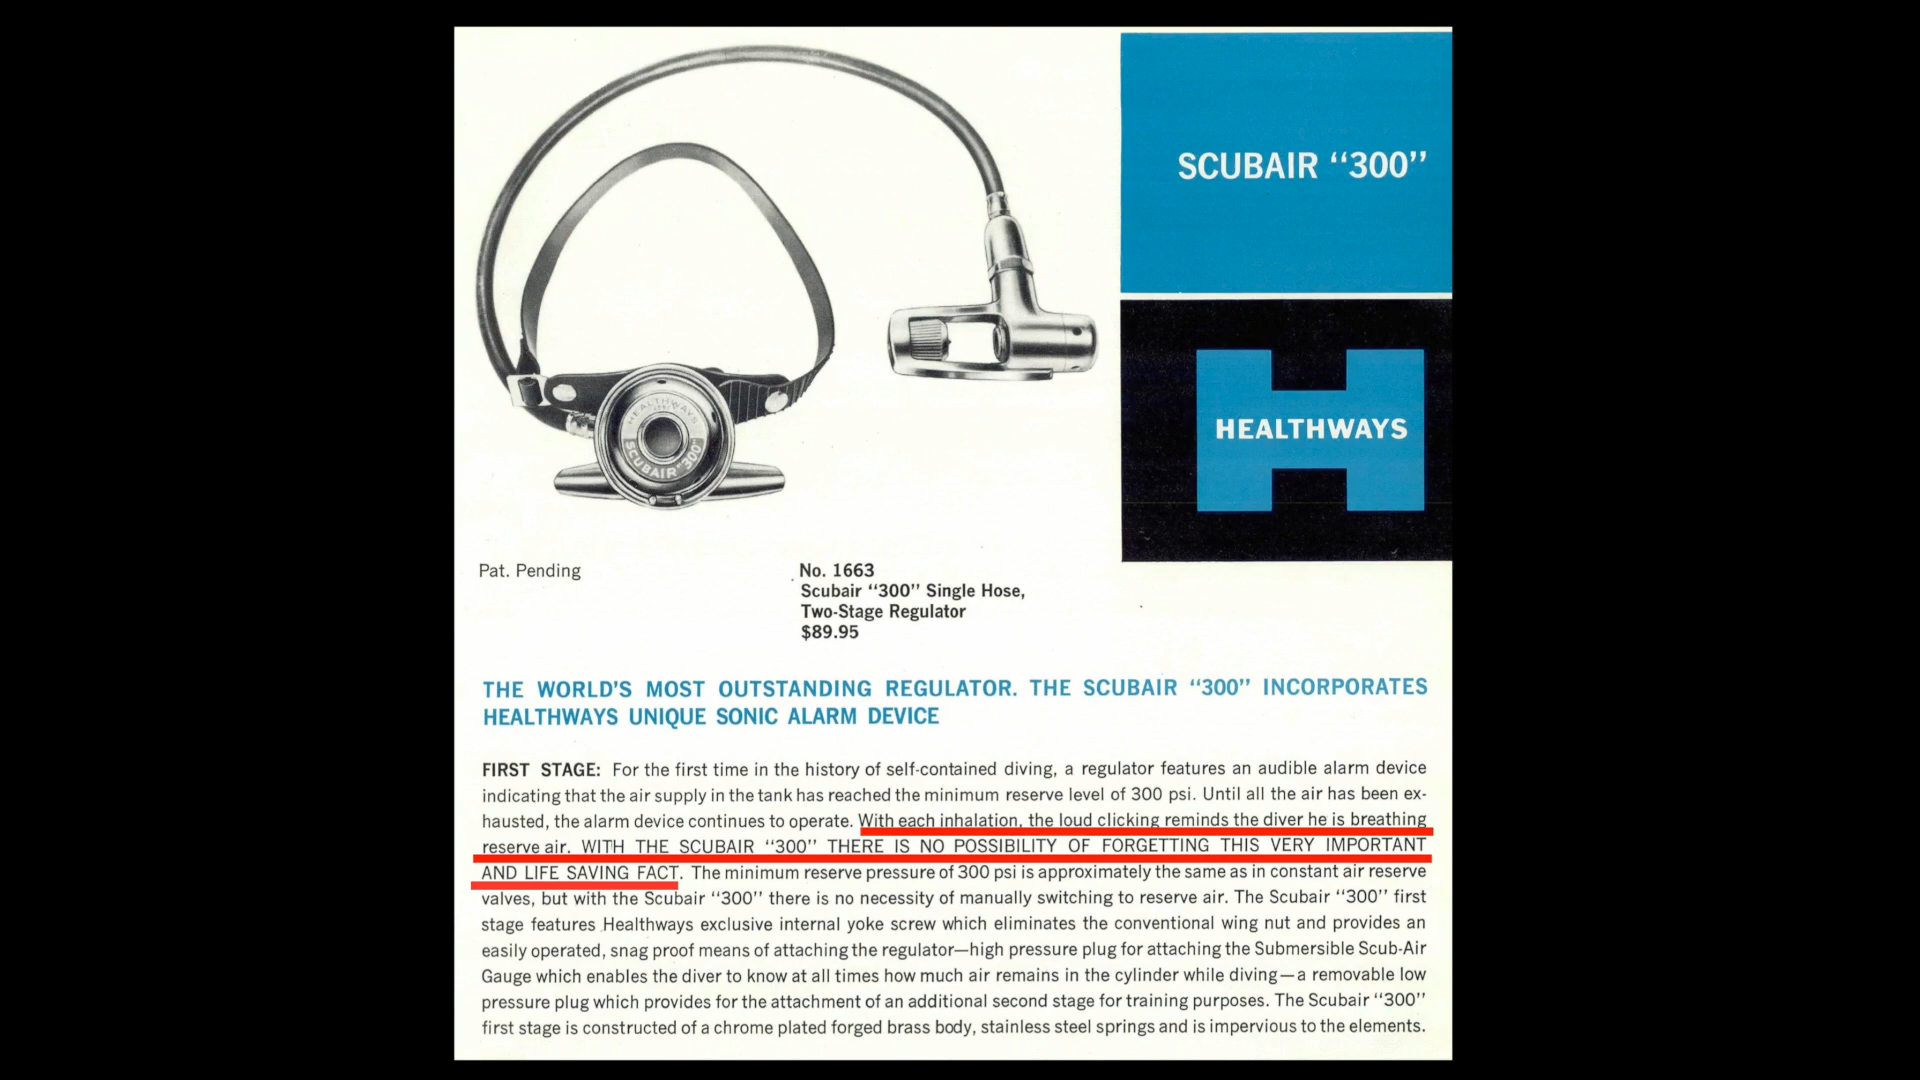 SCUBAIR “300”
HEALTHWAYS
HEALTHWAYS
SCUBAIR “300”
Pat. Pending
No. 1663
Scubair “300” Single Hose,
Two-Stage Regulator
$89.95
THE WORLD’S MOST OUTSTANDING REGULATOR. THE SCUBAIR “300” INCORPORATES
HEALTHWAYS UNIQUE SONIC ALARM DEVICE
FIRST STAGE: For the first time in the history of self-contained diving, a regulator features an audible alarm device
indicating that the air supply in the tank has reached the minimum reserve level of 300 psi. Until all the air has been ex-
hausted, the alarm device continues to operate. With each inhalation, the loud clicking reminds the diver he is breathing
reserve air. WITH THE SCUBAIR “300” THERE IS NO POSSIBILITY OF FORGETTING THIS VERY IMPORTANT
AND LIFE SAVING FACT. The minimum reserve pressure of 300 psi is approximately the same as in constant air reserve
valves, but with the Scubair “300” there is no necessity of manually switching to reserve air. The Scubair “300” first
stage features Healthways exclusive internal yoke screw which eliminates the conventional wing nut and provides an
easily operated, snag proof means of attaching the regulator—high pressure plug for attaching the Submersible Scub-Air
Gauge which enables the diver to know at all times how much air remains in the cylinder while diving—a removable low
pressure plug which provides for the attachment of an additional second stage for training purposes. The Scubair “300”
first stage is constructed of a chrome plated forged brass body, stainless steel springs and is impervious to the elements.